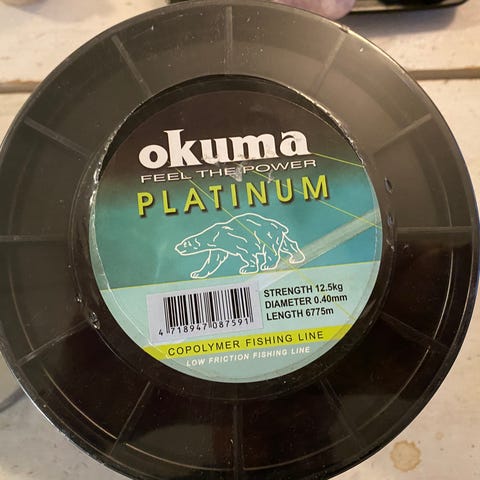 okuma
FEEL THE POWER
PLATINUM
STRENGTH 12.5kg
DIAMETER 0.40mm
LENGTH 6775m
4 718947 087591
COPOLYMER FISHING LINE
LOW FRICTION FISHING LINE